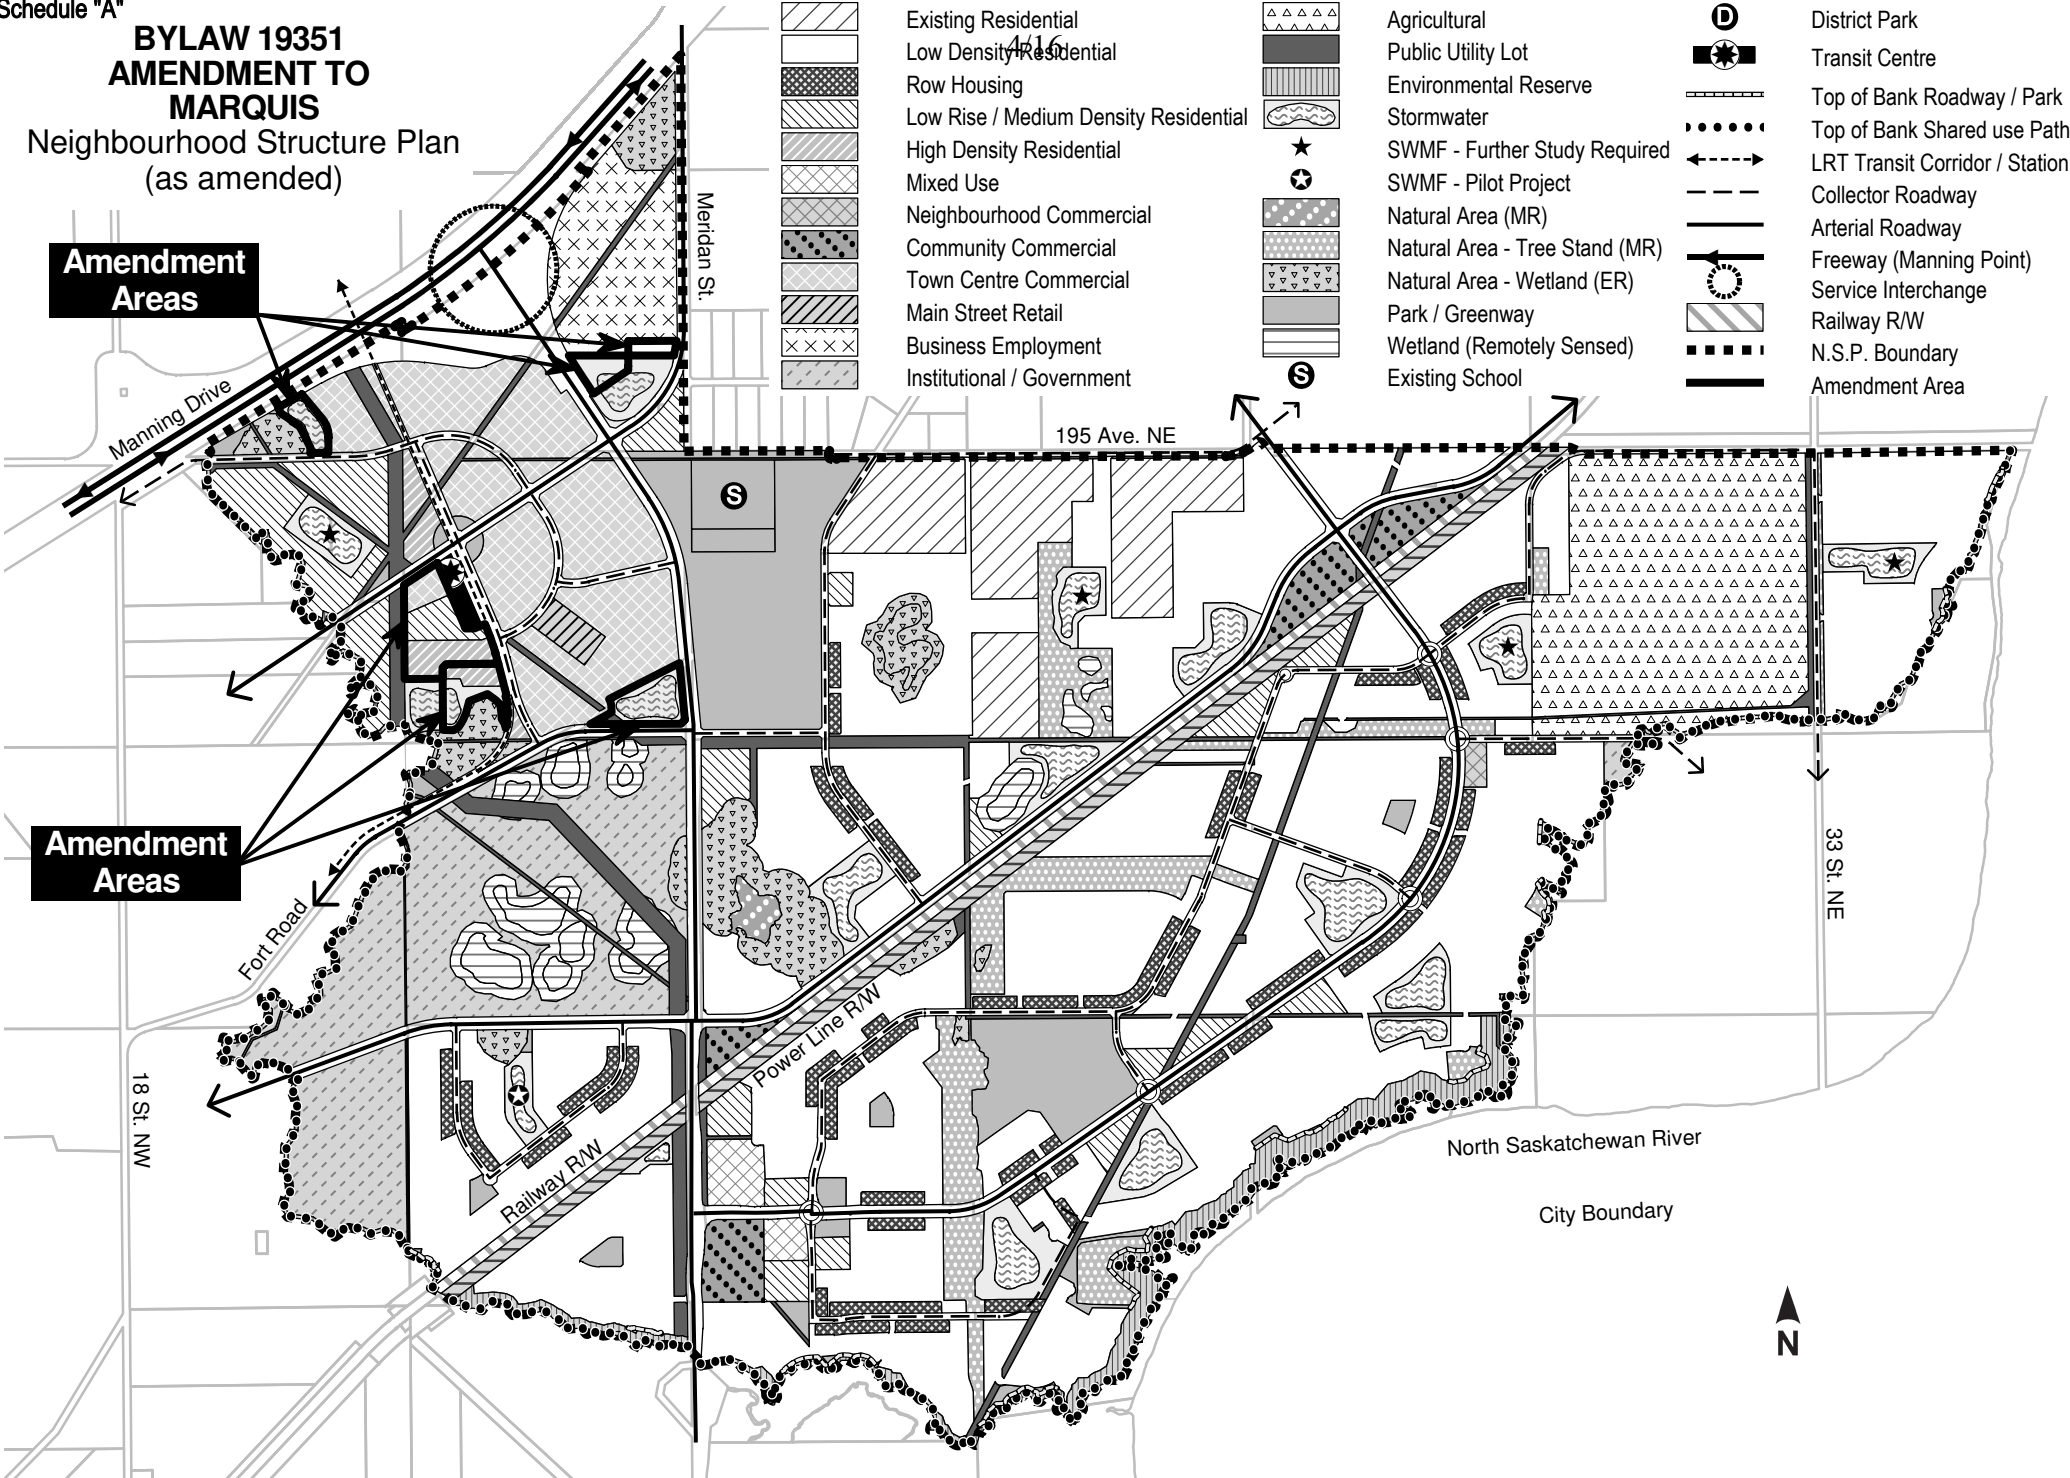 Schedule "A"
BYLAW 19351
AMENDMENT TO
MARQUIS
Neighbourhood Structure Plan
(as amended)
4/16
Existing Residential
Low Density Residential
Row Housing
Low Rise / Medium Density Residential
High Density Residential
Mixed Use
Neighbourhood Commercial
Community Commercial
Town Centre Commercial
Main Street Retail
Business Employment
Institutional / Government
Agricultural
Public Utility Lot
Environmental Reserve
Stormwater
SWMF - Further Study Required
SWMF - Pilot Project
Natural Area (MR)
Natural Area - Tree Stand (MR)
Natural Area - Wetland (ER)
Park / Greenway
Wetland (Remotely Sensed)
S Existing School
D District Park
Transit Centre
Top of Bank Roadway / Park
Top of Bank Shared use Path
LRT Transit Corridor / Station
Collector Roadway
Arterial Roadway
Freeway (Manning Point)
Service Interchange
Railway R/W
N.S.P. Boundary
Amendment Area
Amendment
Areas
Meridan St.
Manning Drive
195 Ave. NE
S
Amendment
Areas
Fort Road
33 St. NE
18 St. NW
Power Line R/W
Railway R/W
North Saskatchewan River
City Boundary
N